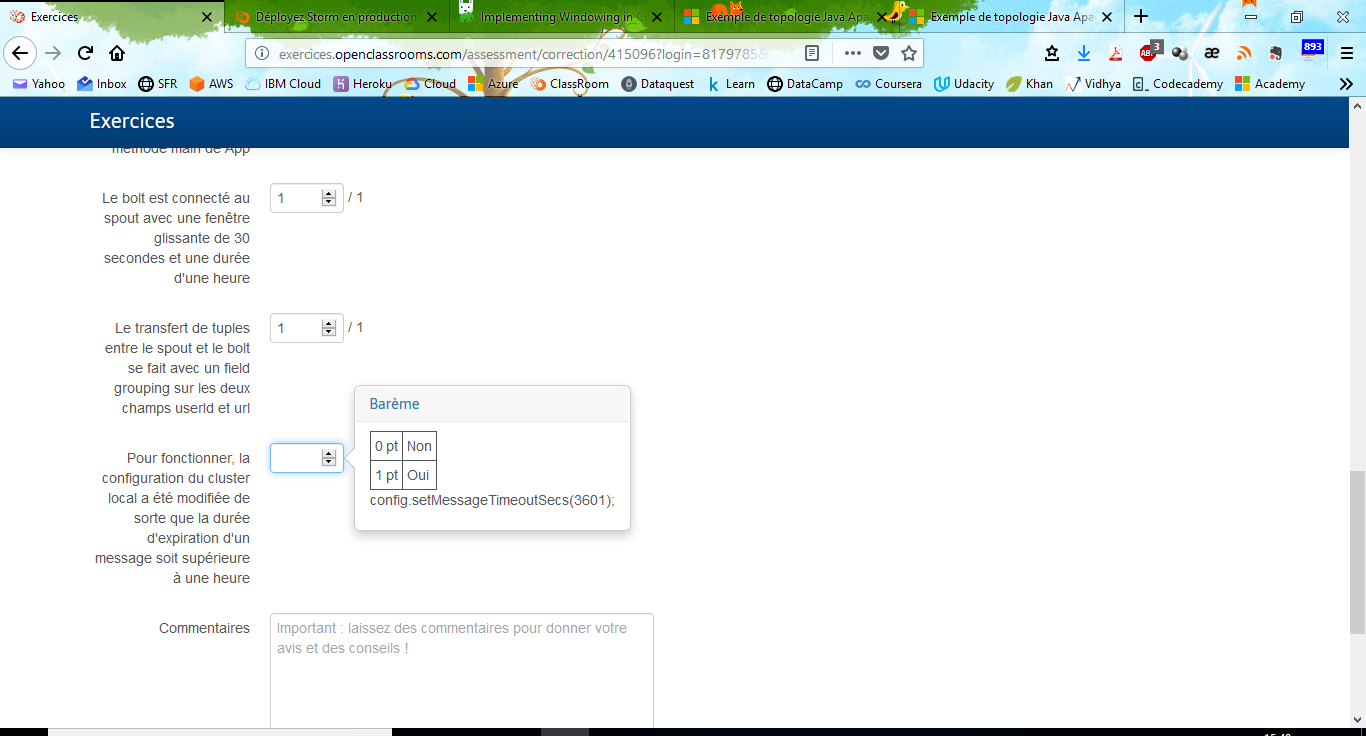 Exercices
Déployez Storm en production
Implementing Windowing in
Exemple de topologie Java Apa
Exemple de topologie Java Apa
exercices.openclassrooms.com/assessment/correction/415096?login=8179785&
3
893
Yahoo Inbox SFR AWS IBM Cloud Heroku Cloud Azure ClassRoom Dataquest Learn DataCamp Coursera Udacity Khan Vidhya Codecademy Academy
Exercices
méthode main de App
Le bolt est connecté au
spout avec une fenêtre
glissante de 30
secondes et une durée
d'une heure
1 / 1
Le transfert de tuples
entre le spout et le bolt
se fait avec un field
grouping sur les deux
champs userId et url
1 / 1
Pour fonctionner, la
configuration du cluster
local a été modifiée de
sorte que la durée
d'expiration d'un
message soit supérieure
à une heure
Barème
0 pt Non
1 pt Oui
config.setMessageTimeoutSecs(3601);
Commentaires
Important : laissez des commentaires pour donner votre
avis et des conseils !